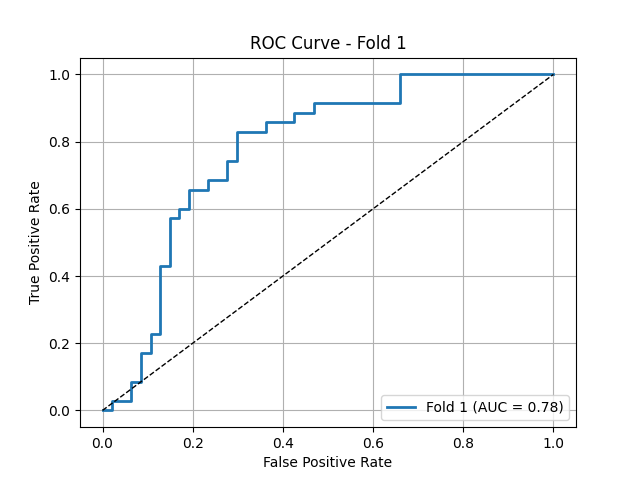 ROC Curve - Fold 1
True Positive Rate
1.0
0.8
0.6
0.4
0.2
0.0
0.0 0.2 0.4 0.6 0.8 1.0
False Positive Rate
Fold 1 (AUC = 0.78)